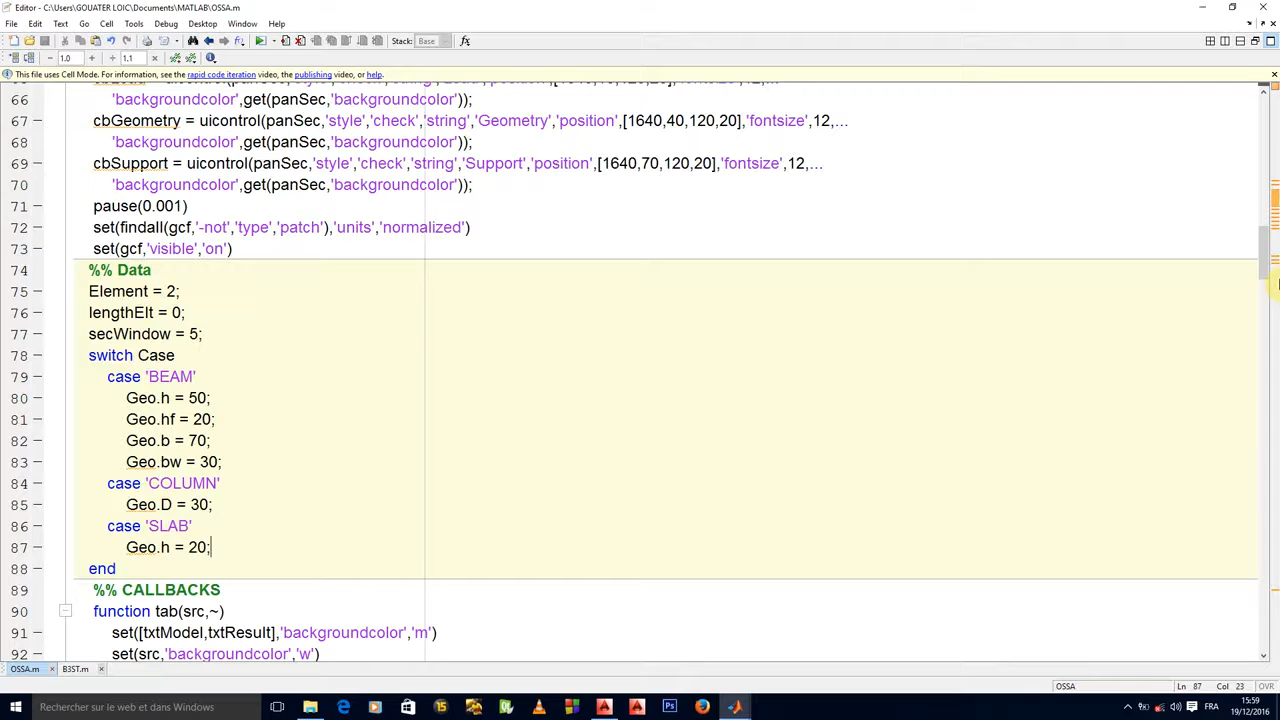 Editor - C:\Users\GOUATER LOIC\Documents\MATLAB\OSSA.m
File Edit Text Go Cell Tools Debug Desktop Window Help
Stack: Base fx
1.0 + ÷ 1.1 ×
This file uses Cell Mode. For information, see the rapid code iteration video, the publishing video, or help.
66 'backgroundcolor',get(panSec,'backgroundcolor'));
67 cbGeometry = uicontrol(panSec,'style','check','string','Geometry','position',[1640,40,120,20],'fontsize',12,...
68 'backgroundcolor',get(panSec,'backgroundcolor'));
69 cbSupport = uicontrol(panSec,'style','check','string','Support','position',[1640,70,120,20],'fontsize',12,...
70 'backgroundcolor',get(panSec,'backgroundcolor'));
71 pause(0.001)
72 set(findall(gcf,'-not','type','patch'),'units','normalized')
73 set(gcf,'visible','on')
74 %% Data
75 Element = 2;
76 lengthElt = 0;
77 secWindow = 5;
78 switch Case
79 case 'BEAM'
80 Geo.h = 50;
81 Geo.hf = 20;
82 Geo.b = 70;
83 Geo.bw = 30;
84 case 'COLUMN'
85 Geo.D = 30;
86 case 'SLAB'
87 Geo.h = 20;
88 end
89 %% CALLBACKS
90 function tab(src,~)
91 set([txtModel,txtResult],'backgroundcolor','m')
92 set(src,'backgroundcolor','w')
OSSA.m × B3ST.m ×
OSSA Ln 87 Col 23 OVR
Rechercher sur le web et dans Windows
FRA 15:59
19/12/2016